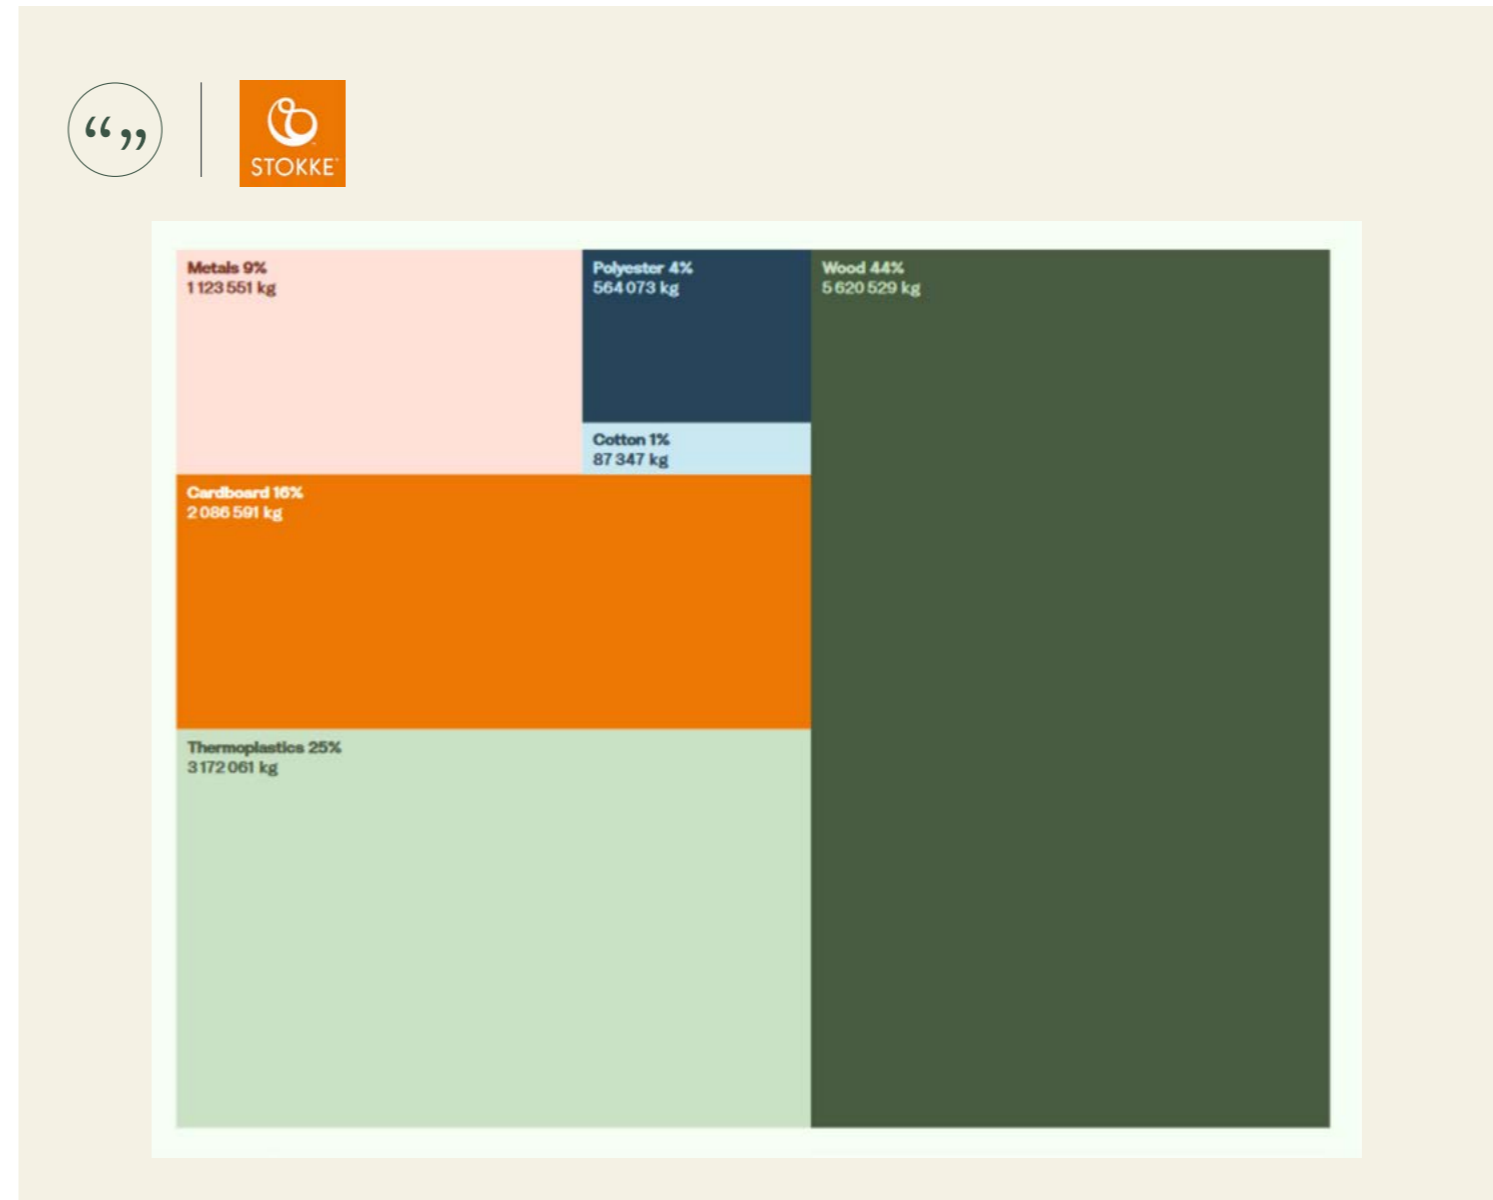 “„
STOKKE
Metals 9%
1 123 551 kg
Polyester 4%
564 073 kg
Wood 44%
5 620 529 kg
Cotton 1%
87 347 kg
Cardboard 16%
2 086 591 kg
Thermoplastics 25%
3 172 061 kg